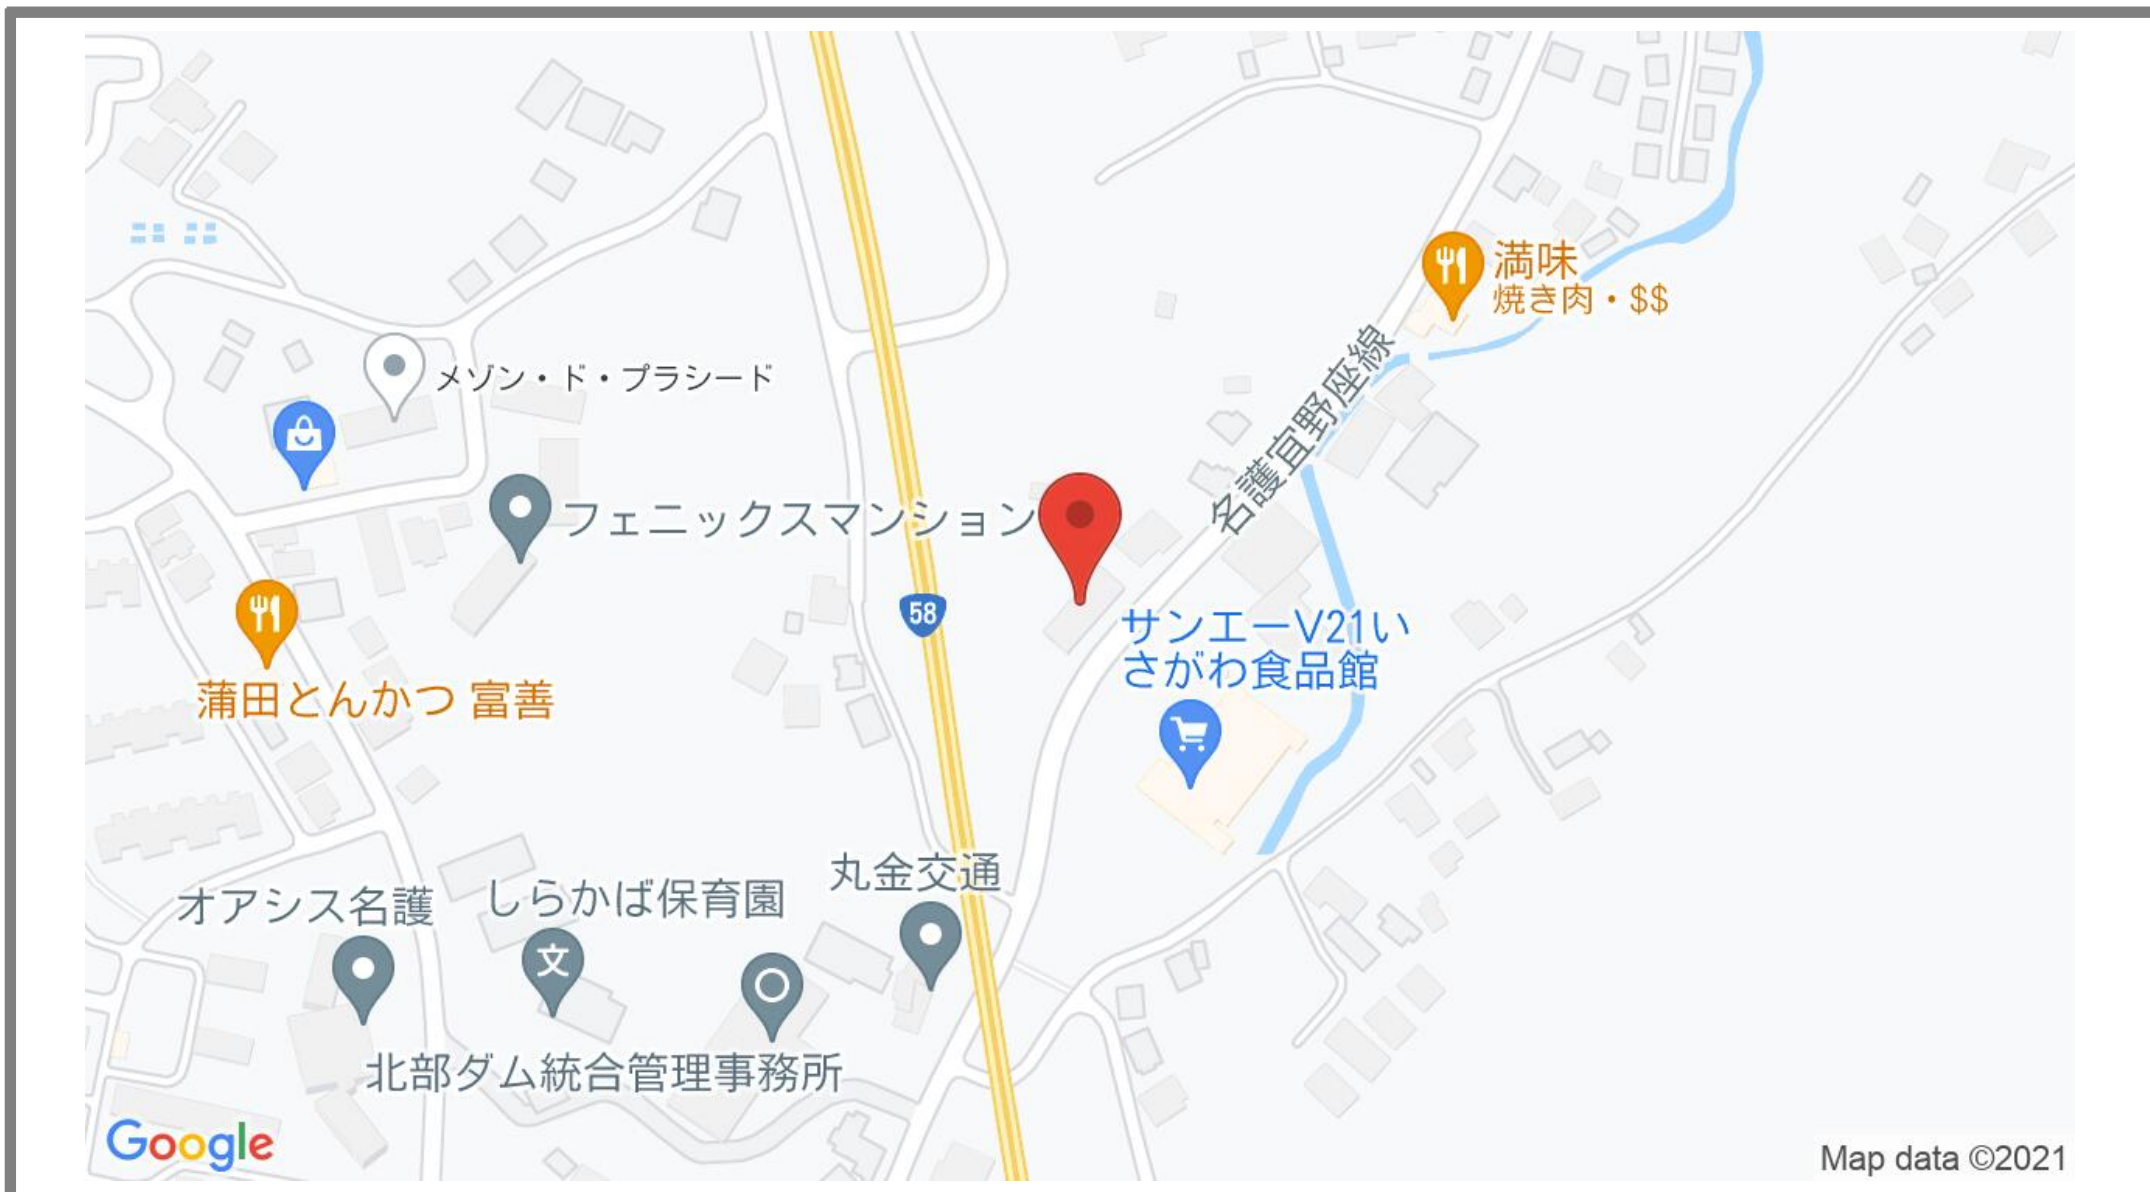 満味
焼き肉・$$
名護宜野座線
メゾン・ド・プラシード
フェニックスマンション
58
サンエーV21い
さがわ食品館
蒲田とんかつ 富善
丸金交通
オアシス名護
しらかば保育園
文
北部ダム統合管理事務所
Google
Map data ©2021